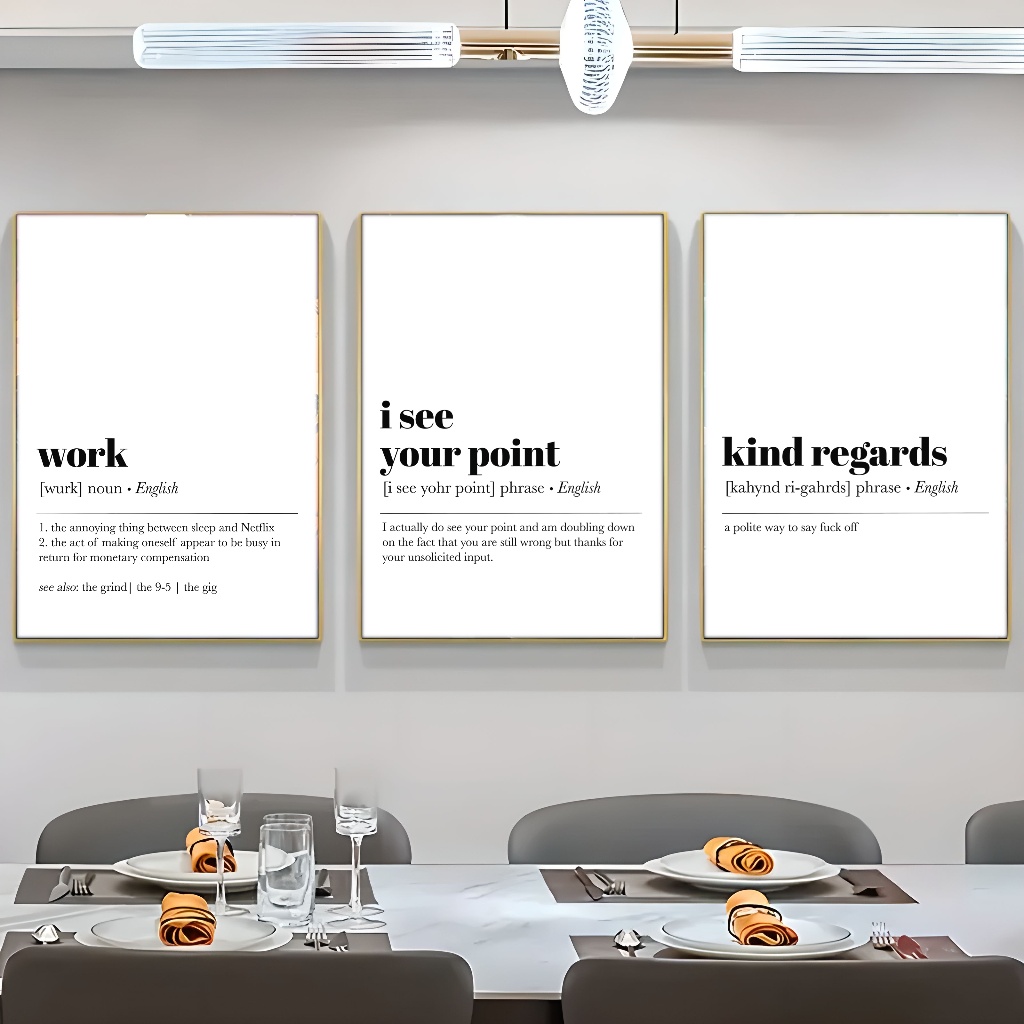 work
[wurk] noun • English
1. the annoying thing between sleep and Netflix
2. the act of making oneself appear to be busy in
return for monetary compensation
see also: the grind| the 9-5 | the gig
i see
your point
[i see yohr point] phrase • English
I actually do see your point and am doubling down
on the fact that you are still wrong but thanks for
your unsolicited input.
kind regards
[kahynd ri-gahrds] phrase • English
a polite way to say fuck off